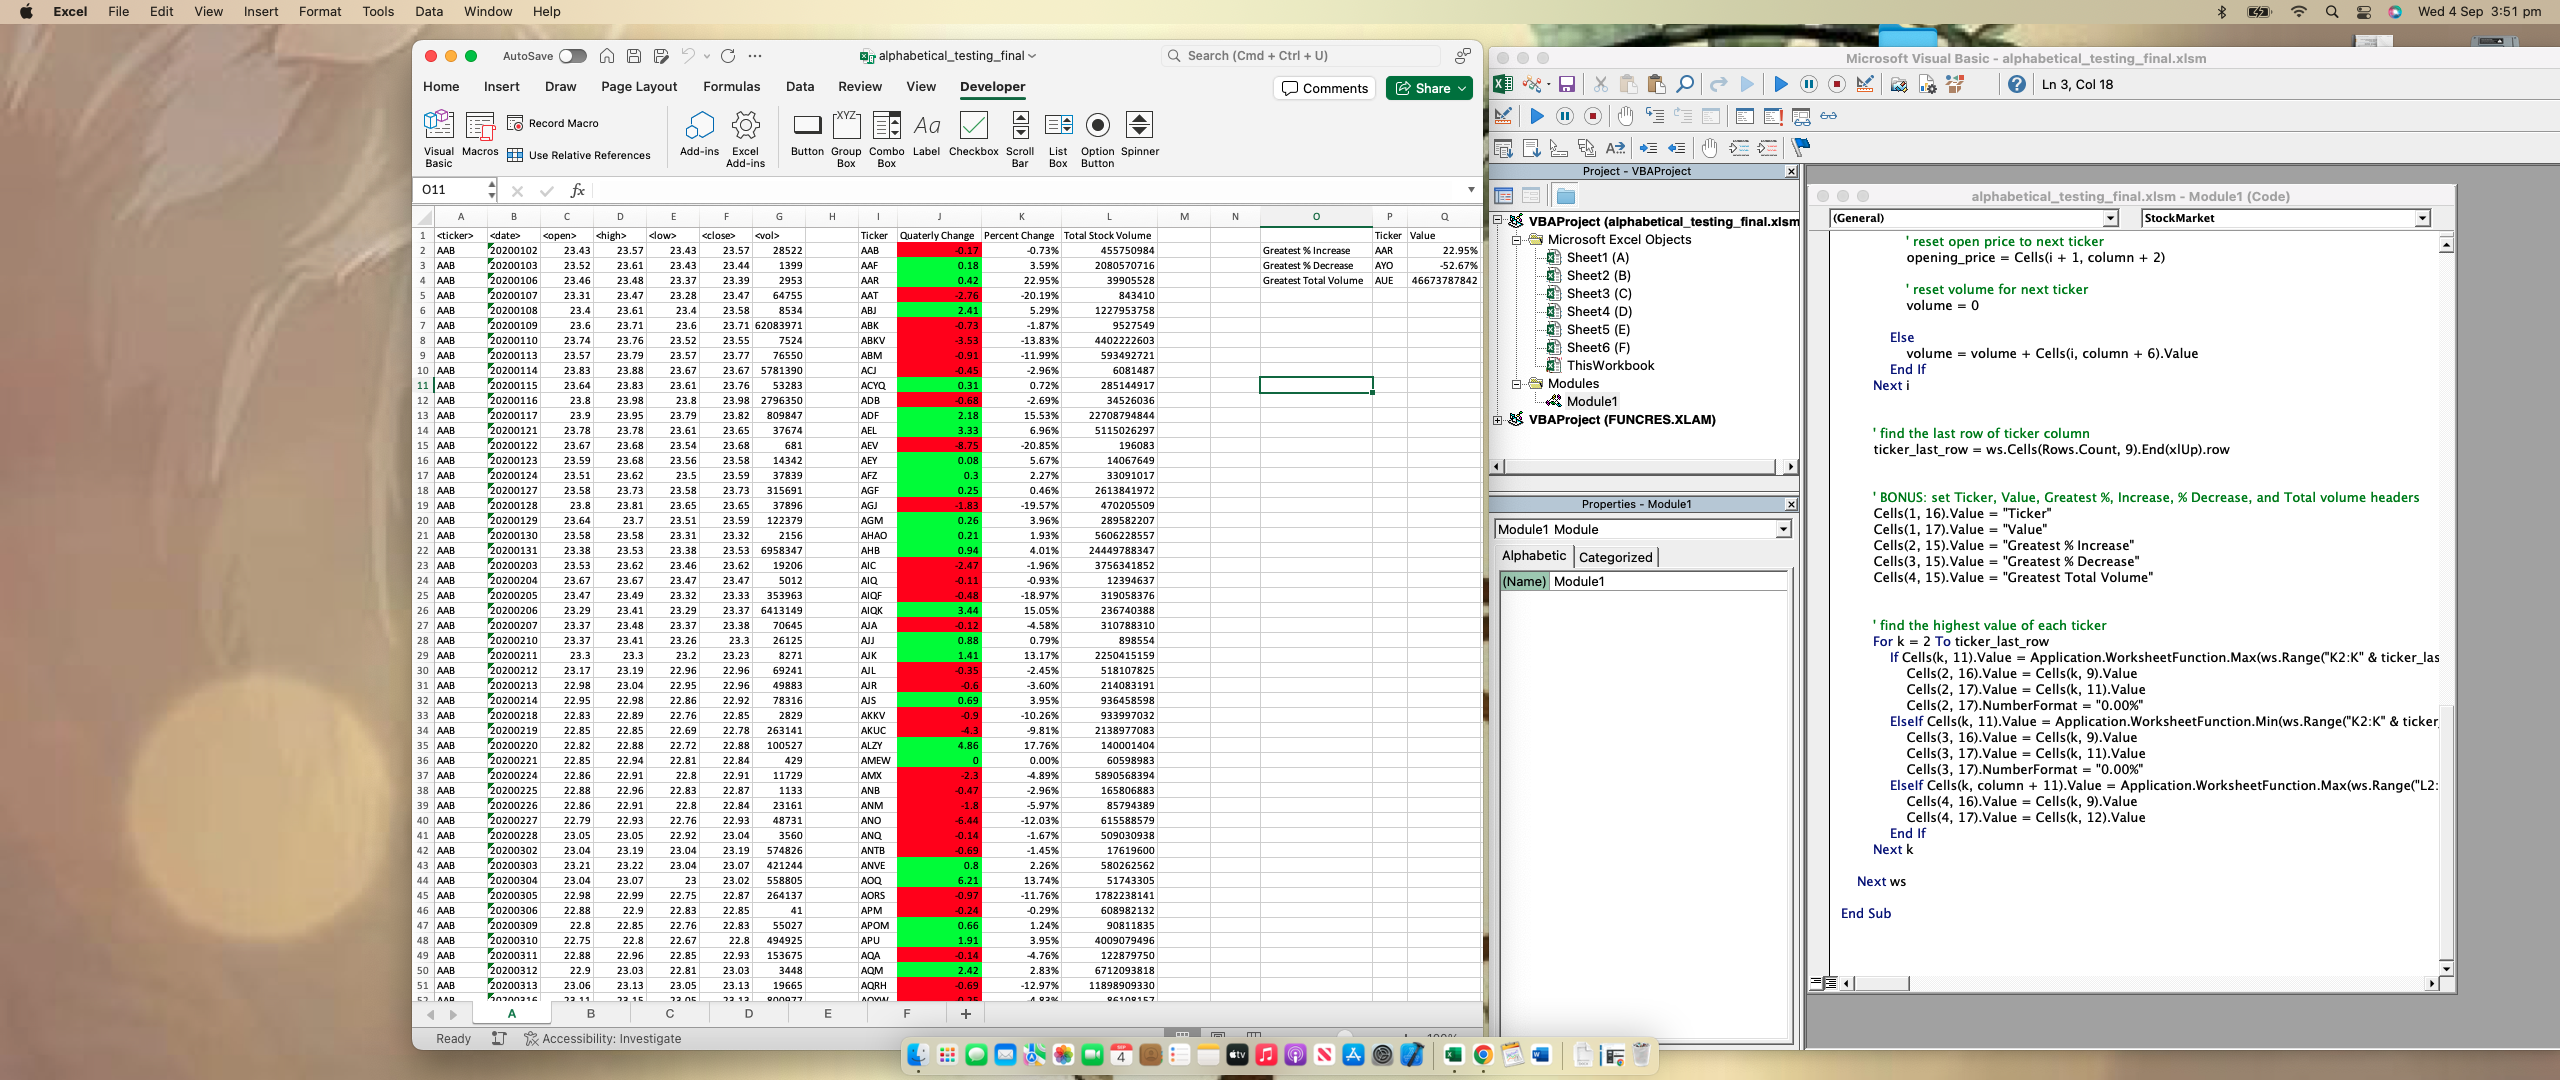 Excel File Edit View Insert Format Tools Data Window Help Wed 4 Sep 3:51 pm
AutoSave alphabetical_testing_final Search (Cmd + Ctrl + U)
Home Insert Draw Page Layout Formulas Data Review View Developer Comments Share
Visual Basic Macros Record Macro Use Relative References Add-ins Excel Add-ins Button Group Box Combo Box Label Checkbox Scroll Bar List Box Option Button Spinner
O11 fx
A B C D E F G H I J K L M N O P Q
1 <ticker> <date> <open> <high> <low> <close> <vol> Ticker Quaterly Change Percent Change Total Stock Volume Ticker Value
2 AAB 20200102 23.43 23.57 23.43 23.57 28522 AAB -0.17 -0.73% 455750984 Greatest % Increase AAR 22.95%
3 AAB 20200103 23.52 23.61 23.43 23.44 1399 AAF 0.18 3.59% 2080570716 Greatest % Decrease AYO -52.67%
4 AAB 20200106 23.46 23.48 23.37 23.39 2953 AAR 0.42 22.95% 39905528 Greatest Total Volume AUE 46673787842
5 AAB 20200107 23.31 23.47 23.28 23.47 64755 AAT -2.76 -20.19% 843410
6 AAB 20200108 23.4 23.61 23.4 23.58 8534 ABJ 2.41 5.29% 1227953758
7 AAB 20200109 23.6 23.71 23.6 23.71 62083971 ABK -0.73 -1.87% 9527549
8 AAB 20200110 23.74 23.76 23.52 23.55 7524 ABKV -3.53 -13.83% 4402222603
9 AAB 20200113 23.57 23.79 23.57 23.77 76550 ABM -0.91 -11.99% 593492721
10 AAB 20200114 23.83 23.88 23.67 23.67 5781390 ACJ -0.45 -2.96% 6081487
11 AAB 20200115 23.64 23.83 23.61 23.76 53283 ACYQ 0.31 0.72% 285144917
12 AAB 20200116 23.8 23.98 23.8 23.98 2796350 ADB -0.68 -2.69% 34526036
13 AAB 20200117 23.9 23.95 23.79 23.82 809847 ADF 2.18 15.53% 22708794844
14 AAB 20200121 23.78 23.78 23.61 23.65 37674 AEL 3.33 6.96% 5115026297
15 AAB 20200122 23.67 23.68 23.54 23.68 681 AEV -8.75 -20.85% 196083
16 AAB 20200123 23.59 23.68 23.56 23.58 14342 AEY 0.08 5.67% 14067649
17 AAB 20200124 23.51 23.62 23.5 23.59 37839 AFZ 0.3 2.27% 33091017
18 AAB 20200127 23.58 23.73 23.58 23.73 315691 AGF 0.25 0.46% 2613841972
19 AAB 20200128 23.8 23.81 23.65 23.65 37896 AGJ -1.83 -19.57% 470205509
20 AAB 20200129 23.64 23.7 23.51 23.59 122379 AGM 0.26 3.96% 289582207
21 AAB 20200130 23.58 23.58 23.31 23.32 2156 AHAO 0.21 1.93% 5606228557
22 AAB 20200131 23.38 23.53 23.38 23.53 6958347 AHB 0.94 4.01% 24449788347
23 AAB 20200203 23.53 23.62 23.46 23.62 19206 AIC -2.47 -1.96% 3756341852
24 AAB 20200204 23.67 23.67 23.47 23.47 5012 AIQ -0.11 -0.93% 12394637
25 AAB 20200205 23.47 23.49 23.32 23.33 353963 AIQF -0.48 -18.97% 319058376
26 AAB 20200206 23.29 23.41 23.29 23.37 6413149 AIQK 3.44 15.05% 236740388
27 AAB 20200207 23.37 23.48 23.37 23.38 70645 AJA -0.12 -4.58% 310788310
28 AAB 20200210 23.37 23.41 23.26 23.3 26125 AJJ 0.88 0.79% 898554
29 AAB 20200211 23.3 23.3 23.2 23.23 8271 AJK 1.41 13.17% 2250415159
30 AAB 20200212 23.17 23.19 22.96 22.96 69241 AJL -0.35 -2.45% 518107825
31 AAB 20200213 22.98 23.04 22.95 22.96 49883 AJR -0.6 -3.60% 214083191
32 AAB 20200214 22.95 22.98 22.86 22.92 78316 AJS 0.69 3.95% 936458598
33 AAB 20200218 22.83 22.89 22.76 22.85 2829 AKKV -0.9 -10.26% 933997032
34 AAB 20200219 22.85 22.85 22.69 22.78 263141 AKUC -4.3 -9.81% 2138977083
35 AAB 20200220 22.82 22.88 22.72 22.88 100527 ALZY 4.86 17.76% 140001404
36 AAB 20200221 22.85 22.94 22.81 22.84 429 AMEW 0 0.00% 60598983
37 AAB 20200224 22.86 22.91 22.8 22.91 11729 AMX -2.3 -4.89% 5890568394
38 AAB 20200225 22.88 22.96 22.83 22.87 1133 ANB -0.47 -2.96% 165806883
39 AAB 20200226 22.86 22.91 22.8 22.84 23161 ANM -1.8 -5.97% 85794389
40 AAB 20200227 22.79 22.93 22.76 22.93 48731 ANO -6.44 -12.03% 615588579
41 AAB 20200228 23.05 23.05 22.92 23.04 3560 ANQ -0.14 -1.67% 509030938
42 AAB 20200302 23.04 23.19 23.04 23.19 574826 ANTB -0.69 -1.45% 17619600
43 AAB 20200303 23.21 23.22 23.04 23.07 421244 ANVE 0.8 2.26% 580262562
44 AAB 20200304 23.04 23.07 23 23.02 558805 AOQ 6.21 13.74% 51743305
45 AAB 20200305 22.98 22.99 22.75 22.87 264137 AORS -0.97 -11.76% 1782238141
46 AAB 20200306 22.88 22.9 22.83 22.85 41 APM -0.24 -0.29% 608982132
47 AAB 20200309 22.8 22.85 22.76 22.83 55027 APOM 0.66 1.24% 90811835
48 AAB 20200310 22.75 22.8 22.67 22.8 494925 APU 1.91 3.95% 4009079496
49 AAB 20200311 22.88 22.96 22.85 22.93 153675 AQA -0.14 -4.76% 122879750
50 AAB 20200312 22.9 23.03 22.81 23.03 3448 AQM 2.42 2.83% 6712093818
51 AAB 20200313 23.06 23.13 23.05 23.13 19665 AQRH -0.69 -12.97% 11898909330
A B C D E F +
Ready Accessibility: Investigate
Microsoft Visual Basic - alphabetical_testing_final.xlsm
Ln 3, Col 18
Project - VBAProject
VBAProject (alphabetical_testing_final.xlsm
Microsoft Excel Objects
Sheet1 (A)
Sheet2 (B)
Sheet3 (C)
Sheet4 (D)
Sheet5 (E)
Sheet6 (F)
ThisWorkbook
Modules
Module1
VBAProject (FUNCRES.XLAM)
Properties - Module1
Module1 Module
Alphabetic Categorized
(Name) Module1
alphabetical_testing_final.xlsm - Module1 (Code)
(General) StockMarket
' reset open price to next ticker
opening_price = Cells(i + 1, column + 2)
' reset volume for next ticker
volume = 0
Else
volume = volume + Cells(i, column + 6).Value
End If
Next i
' find the last row of ticker column
ticker_last_row = ws.Cells(Rows.Count, 9).End(xlUp).row
' BONUS: set Ticker, Value, Greatest %, Increase, % Decrease, and Total volume headers
Cells(1, 16).Value = "Ticker"
Cells(1, 17).Value = "Value"
Cells(2, 15).Value = "Greatest % Increase"
Cells(3, 15).Value = "Greatest % Decrease"
Cells(4, 15).Value = "Greatest Total Volume"
' find the highest value of each ticker
For k = 2 To ticker_last_row
If Cells(k, 11).Value = Application.WorksheetFunction.Max(ws.Range("K2:K" & ticker_las
Cells(2, 16).Value = Cells(k, 9).Value
Cells(2, 17).Value = Cells(k, 11).Value
Cells(2, 17).NumberFormat = "0.00%"
ElseIf Cells(k, 11).Value = Application.WorksheetFunction.Min(ws.Range("K2:K" & ticker_
Cells(3, 16).Value = Cells(k, 9).Value
Cells(3, 17).Value = Cells(k, 11).Value
Cells(3, 17).NumberFormat = "0.00%"
ElseIf Cells(k, column + 11).Value = Application.WorksheetFunction.Max(ws.Range("L2:
Cells(4, 16).Value = Cells(k, 9).Value
Cells(4, 17).Value = Cells(k, 12).Value
End If
Next k
Next ws
End Sub